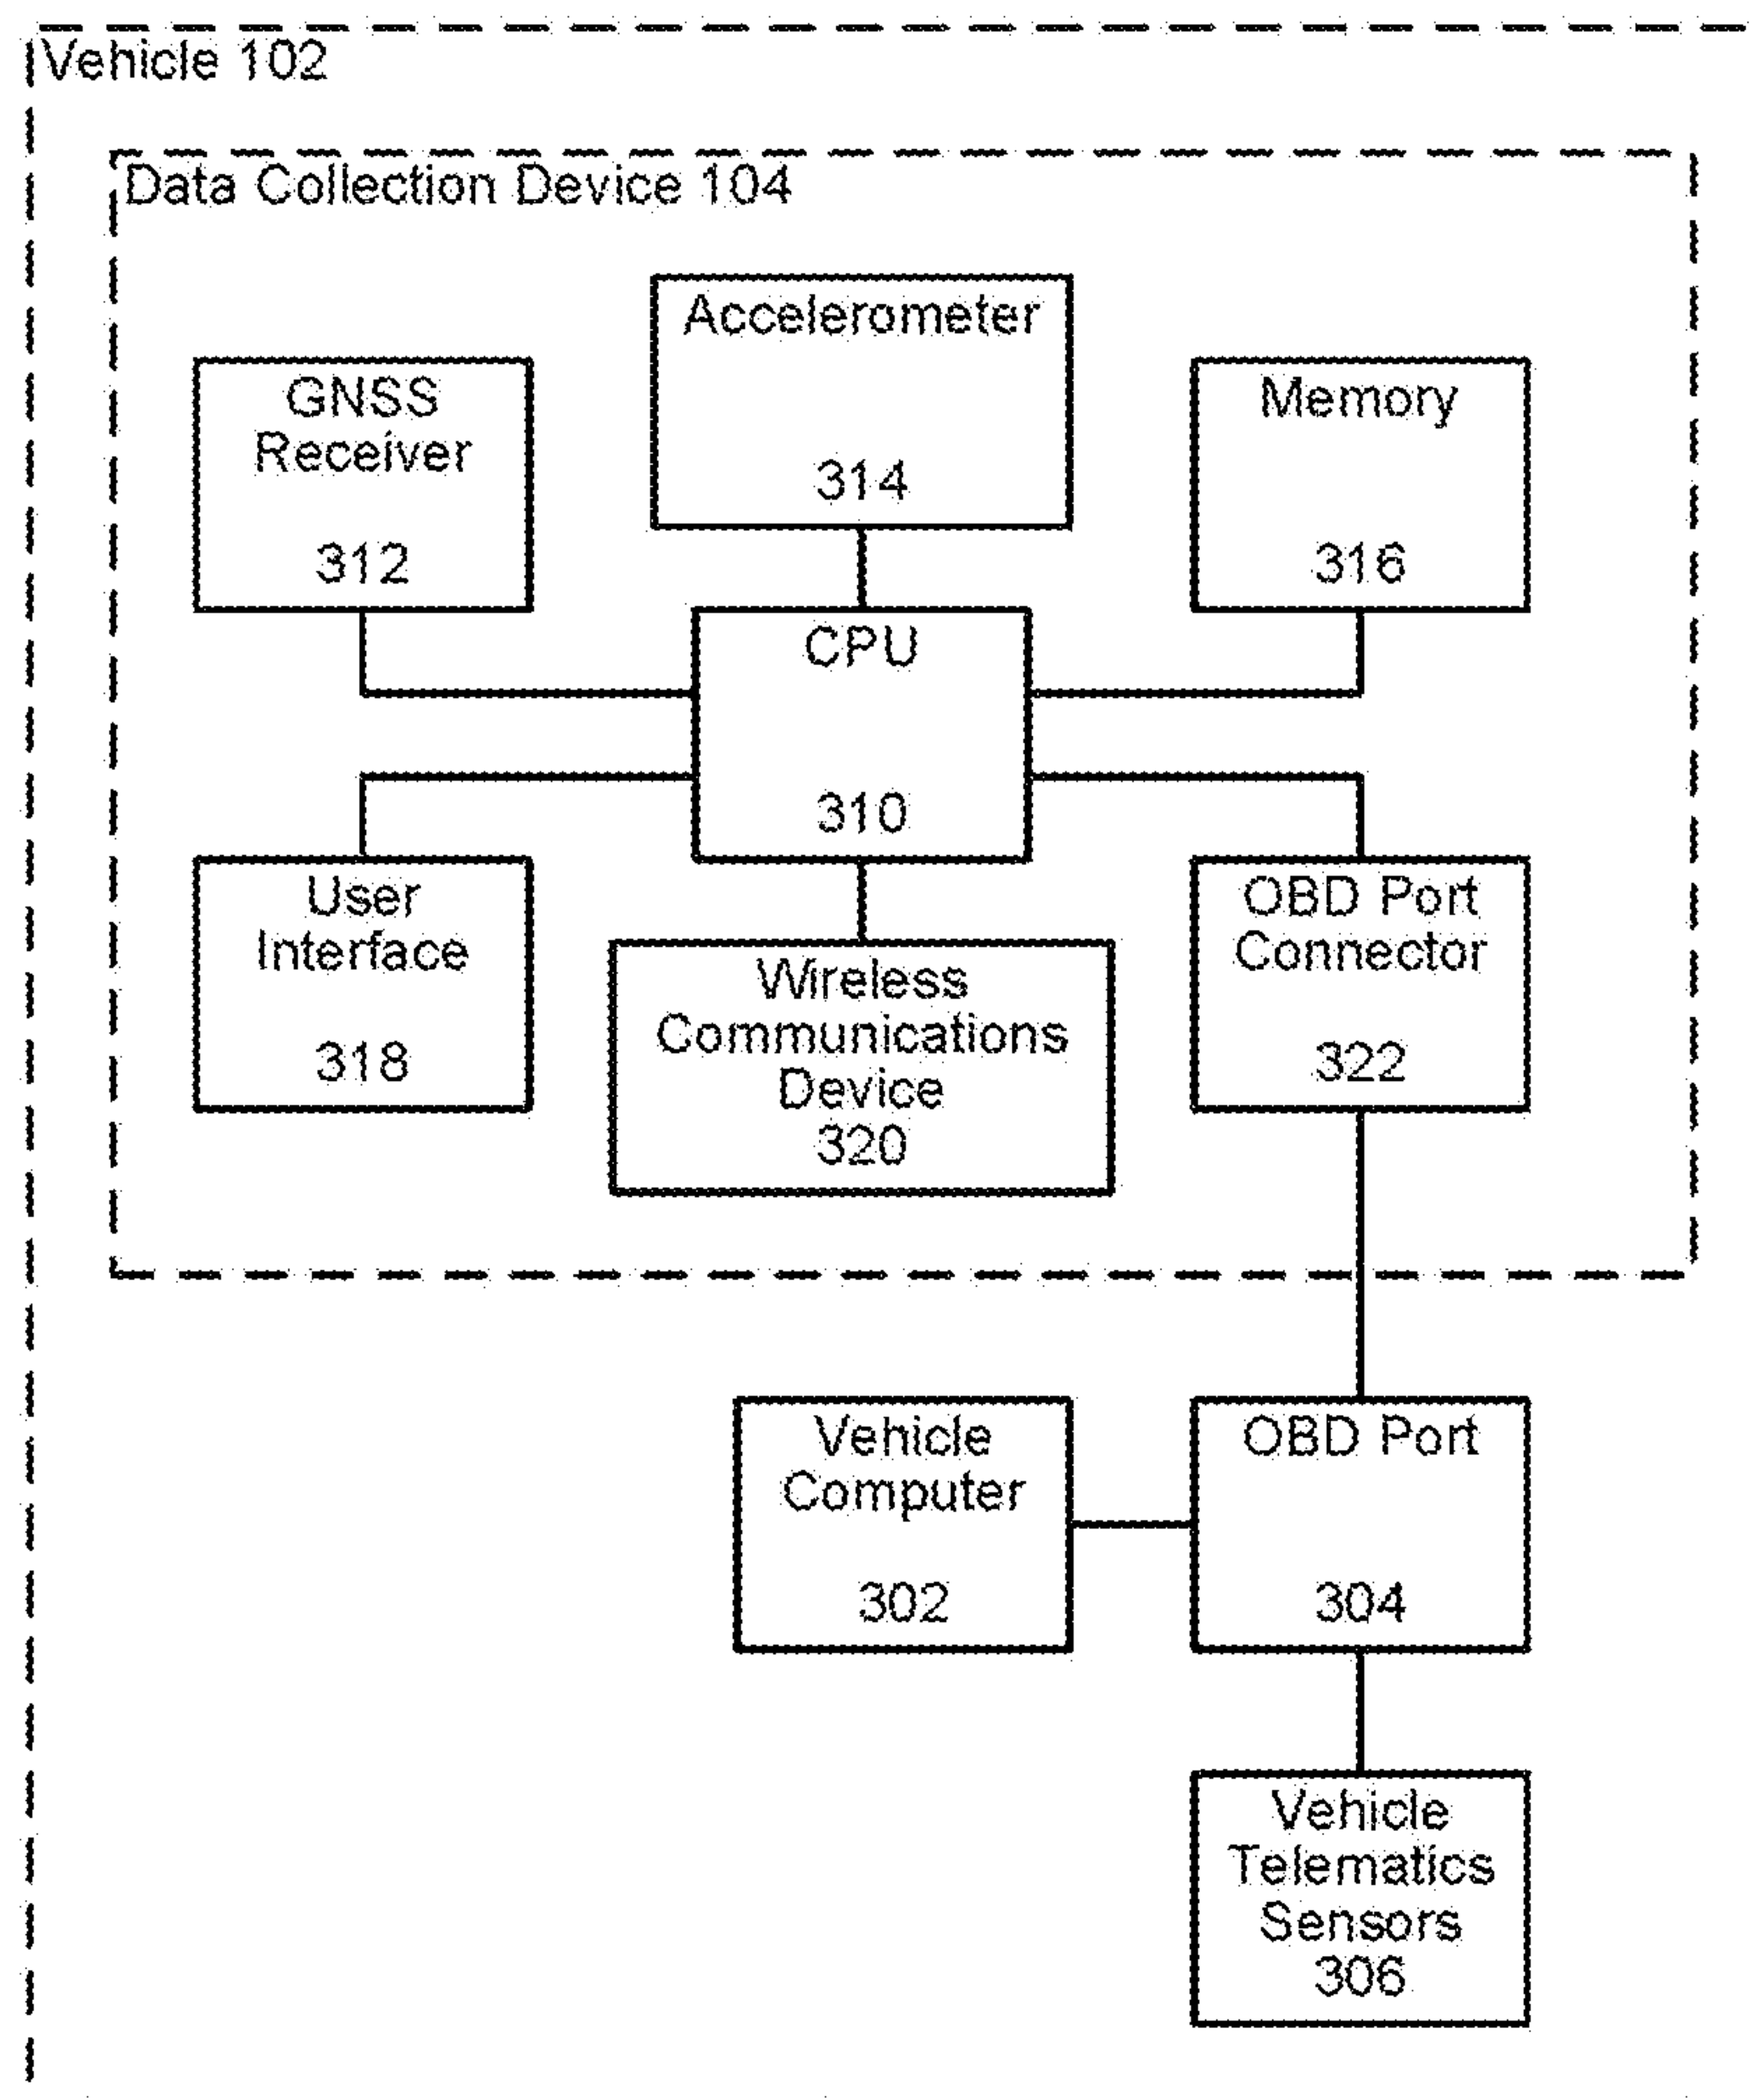 Vehicle 102
Data Collection Device 104
Accelerometer
314
GNSS
Receiver
312
Memory
316
CPU
310
User
Interface
318
Wireless
Communications
Device
320
OBD Port
Connector
322
Vehicle
Computer
302
OBD Port
304
Vehicle
Telematics
Sensors
306